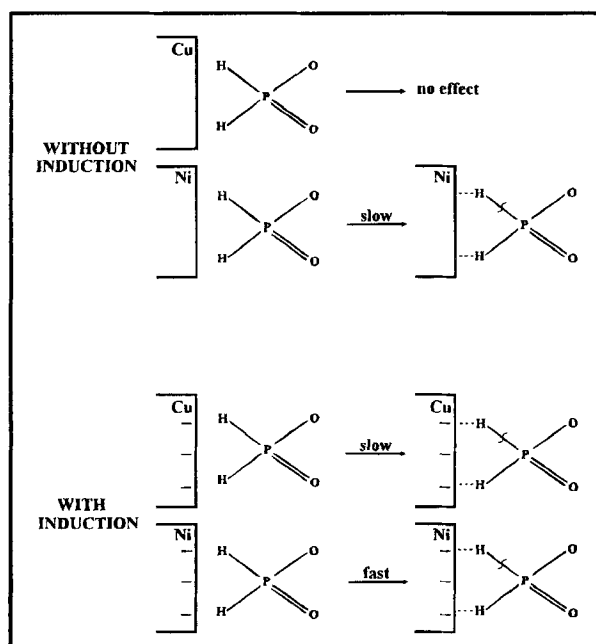 Cu
H O
P
H O
no effect
WITHOUT
INDUCTION
Ni
H O
P
H O
slow
Ni
H O
P
H O
Cu
H O
P
H O
slow
Cu
H O
P
H O
WITH
INDUCTION
Ni
H O
P
H O
fast
Ni
H O
P
H O